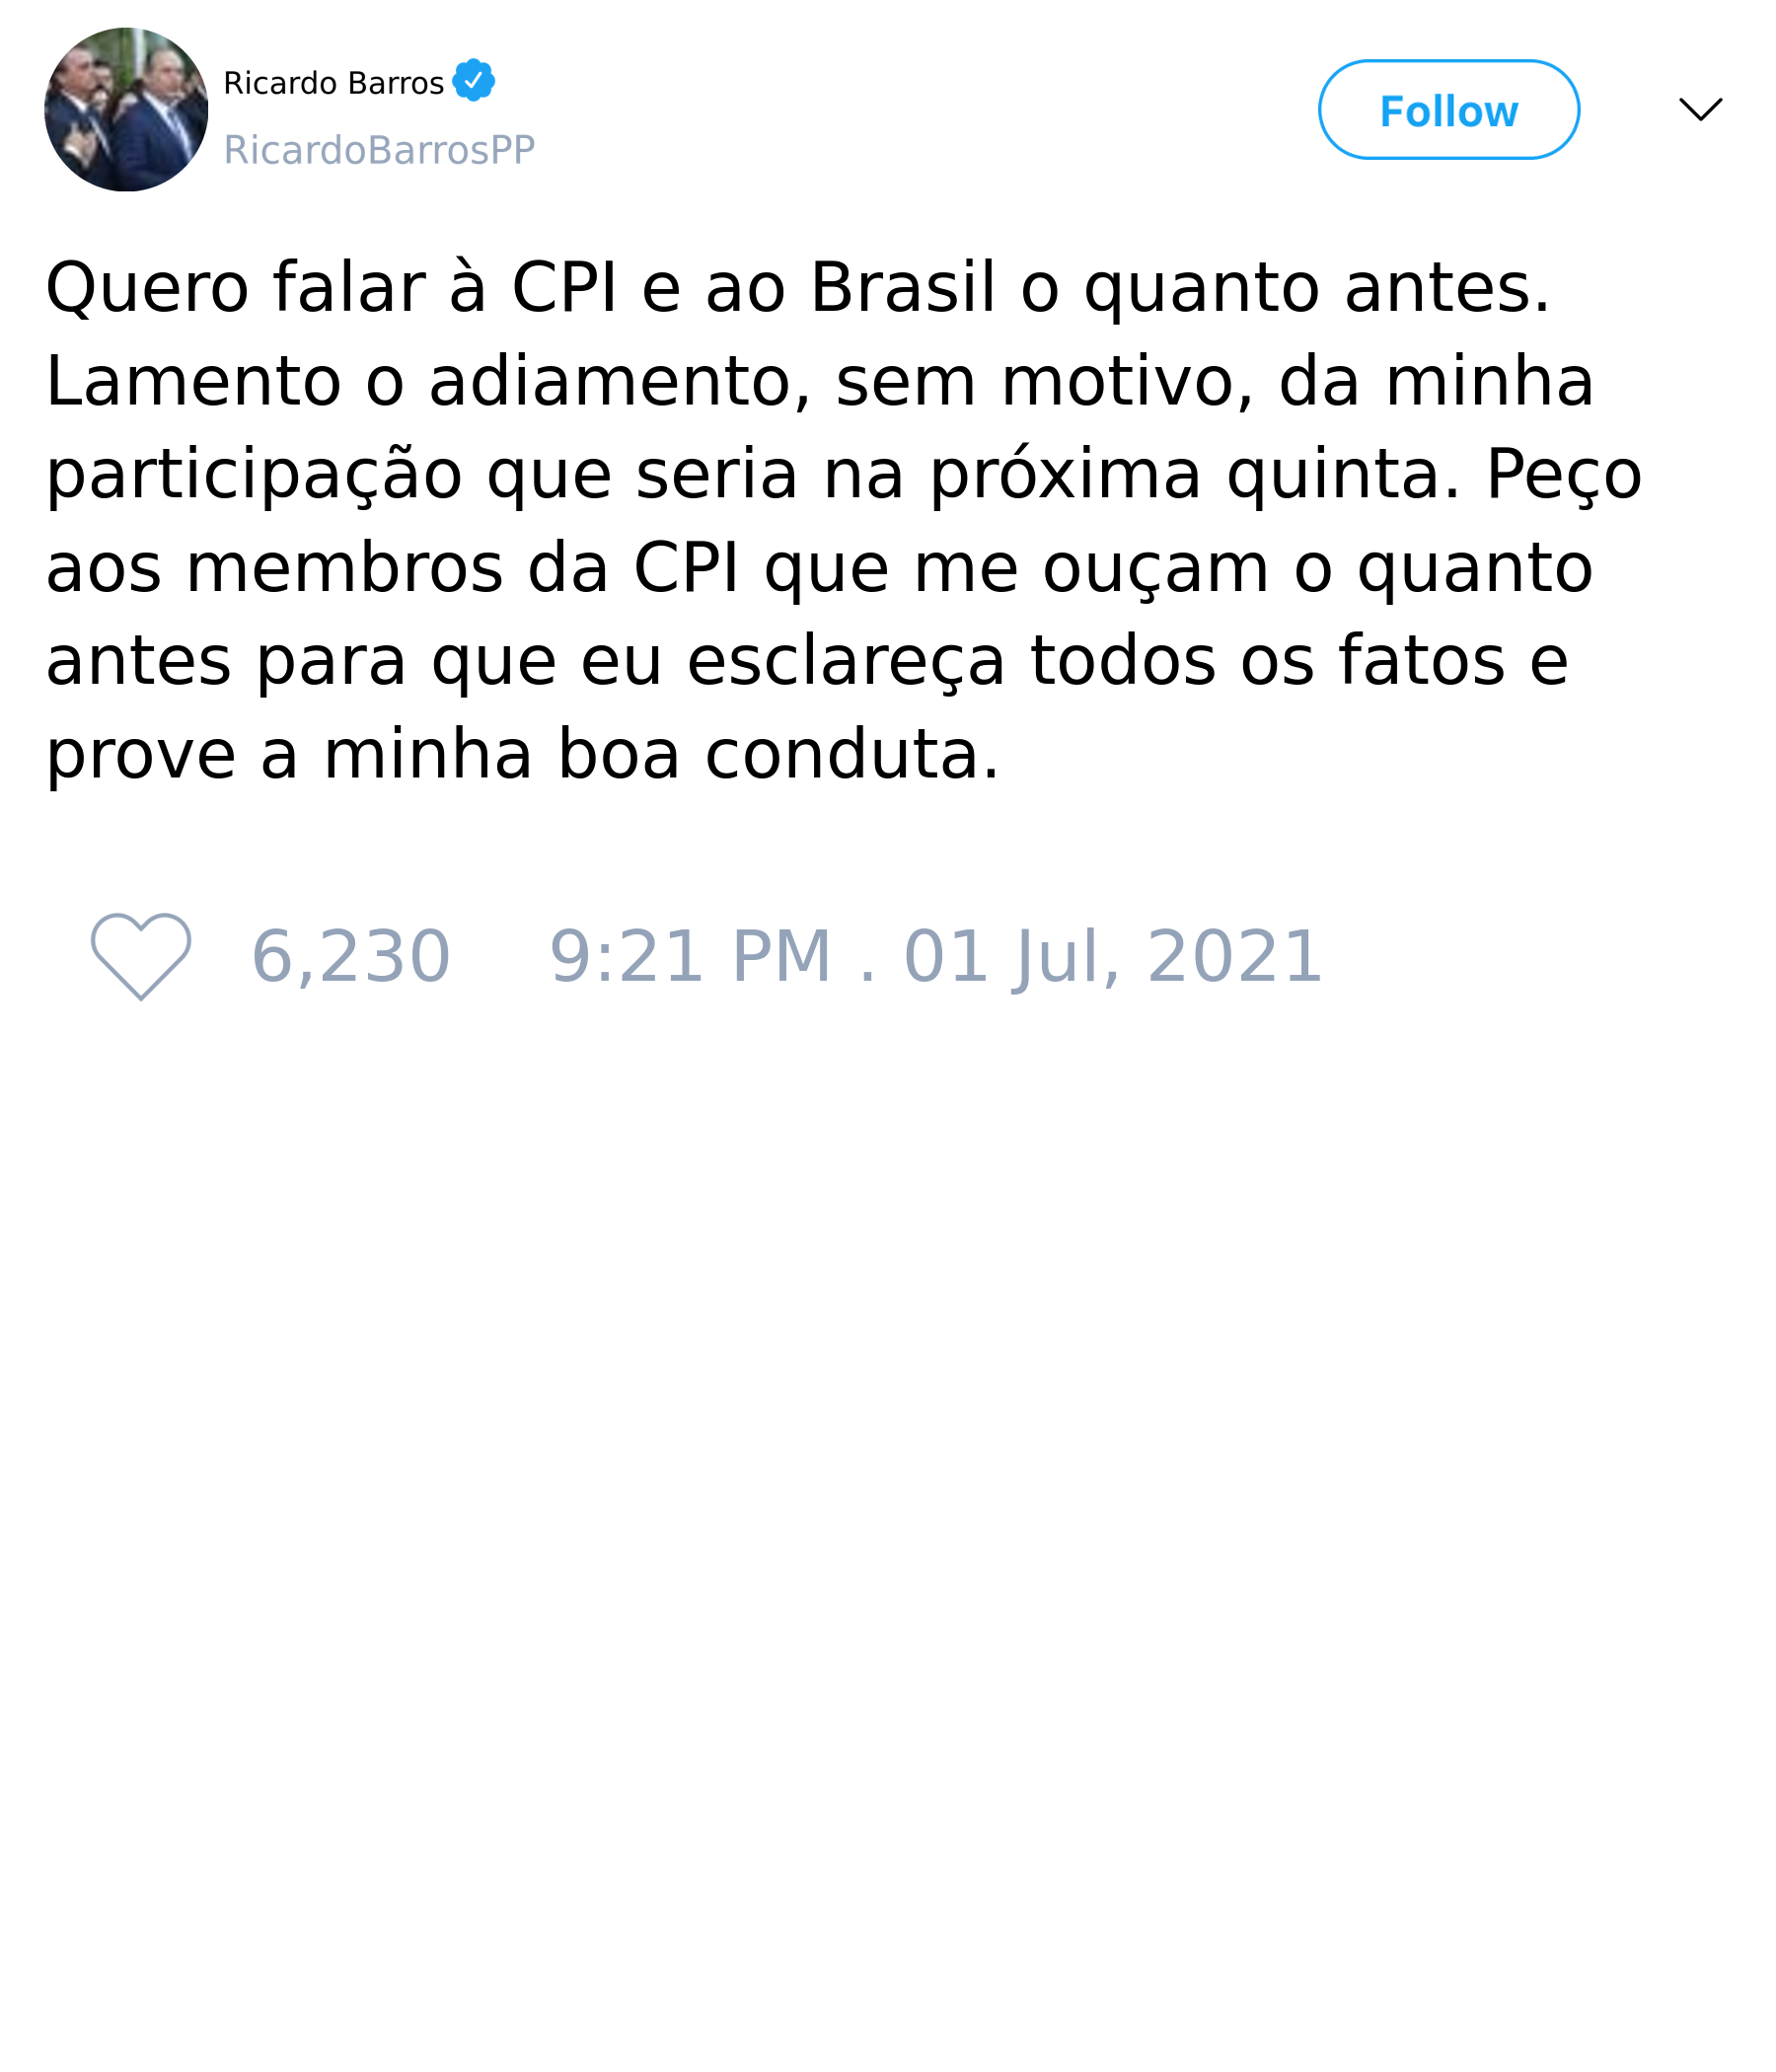 Ricardo Barros
RicardoBarrosPP
Follow
Quero falar à CPI e ao Brasil o quanto antes.
Lamento o adiamento, sem motivo, da minha
participação que seria na próxima quinta. Peço
aos membros da CPI que me ouçam o quanto
antes para que eu esclareça todos os fatos e
prove a minha boa conduta.
6,230 9:21 PM . 01 Jul, 2021